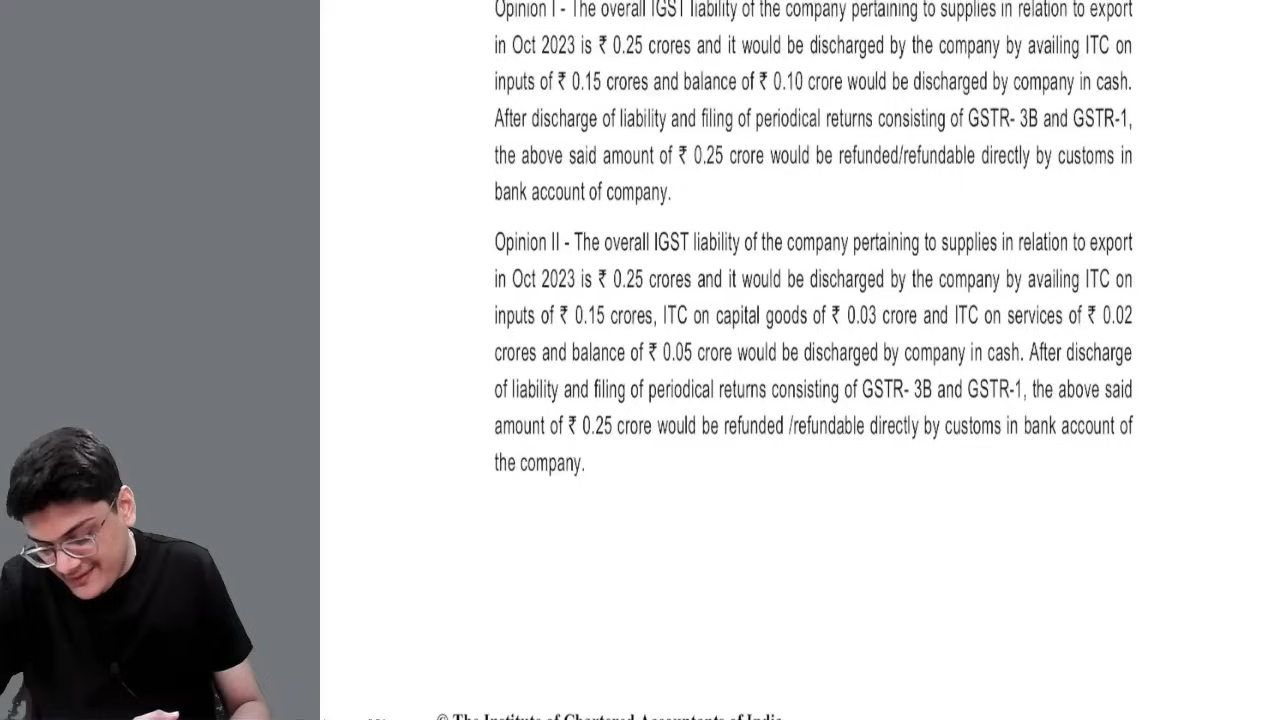 Opinion I - The overall IGST liability of the company pertaining to supplies in relation to export
in Oct 2023 is ₹ 0.25 crores and it would be discharged by the company by availing ITC on
inputs of ₹ 0.15 crores and balance of ₹ 0.10 crore would be discharged by company in cash.
After discharge of liability and filing of periodical returns consisting of GSTR- 3B and GSTR-1,
the above said amount of ₹ 0.25 crore would be refunded/refundable directly by customs in
bank account of company.
Opinion II - The overall IGST liability of the company pertaining to supplies in relation to export
in Oct 2023 is ₹ 0.25 crores and it would be discharged by the company by availing ITC on
inputs of ₹ 0.15 crores, ITC on capital goods of ₹ 0.03 crore and ITC on services of ₹ 0.02
crores and balance of ₹ 0.05 crore would be discharged by company in cash. After discharge
of liability and filing of periodical returns consisting of GSTR- 3B and GSTR-1, the above said
amount of ₹ 0.25 crore would be refunded /refundable directly by customs in bank account of
the company.
© The Institute of Chartered Accountants of India